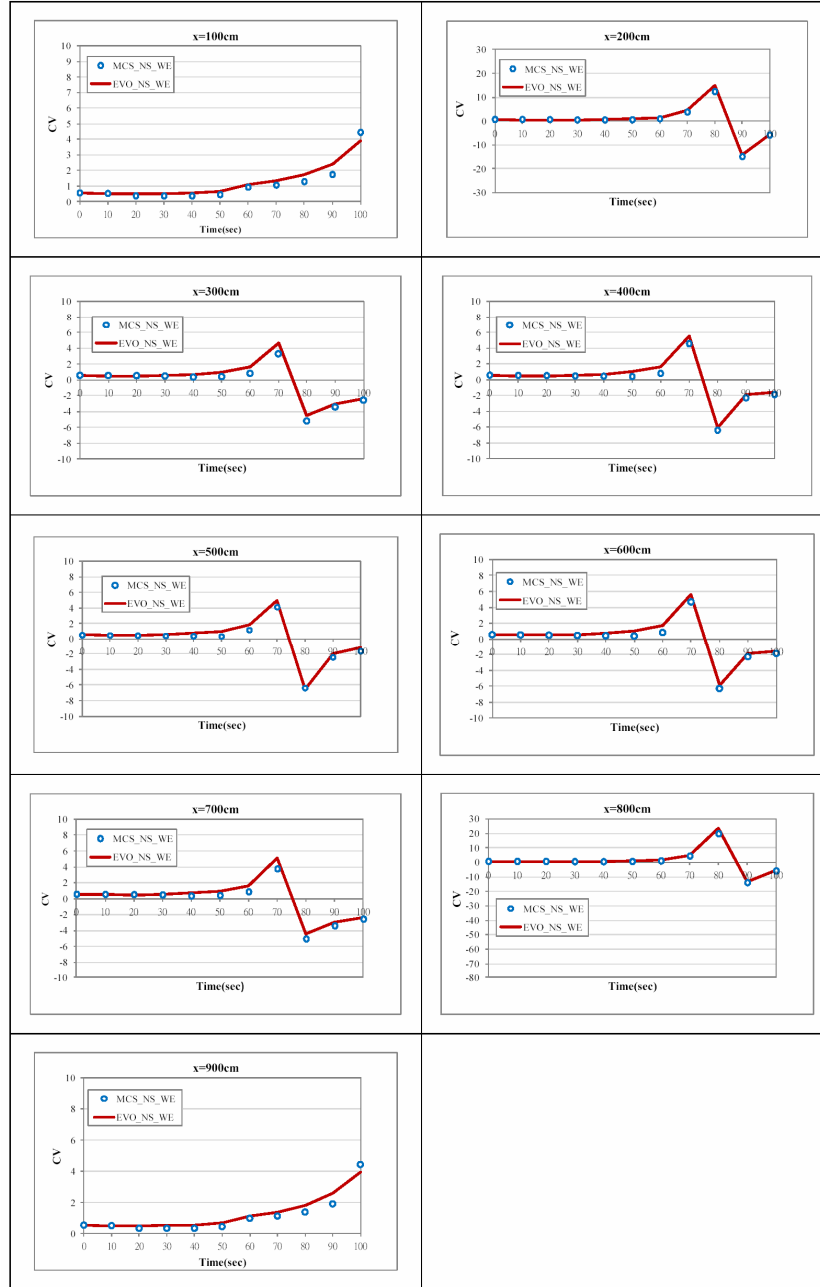 x=100cm
10
9
8
7
6
5
4
3
2
1
0
CV
MCS_NS_WE
EVO_NS_WE
0 10 20 30 40 50 60 70 80 90 100
Time(sec)
x=200cm
30
20
10
0
-10
-20
-30
CV
MCS_NS_WE
EVO_NS_WE
0 10 20 30 40 50 60 70 80 90 100
Time(sec)
x=300cm
10
8
6
4
2
0
-2
-4
-6
-8
-10
CV
MCS_NS_WE
EVO_NS_WE
0 10 20 30 40 50 60 70 80 90 100
Time(sec)
x=400cm
10
8
6
4
2
0
-2
-4
-6
-8
-10
CV
MCS_NS_WE
EVO_NS_WE
0 10 20 30 40 50 60 70 80 90 100
Time(sec)
x=500cm
10
8
6
4
2
0
-2
-4
-6
-8
-10
CV
MCS_NS_WE
EVO_NS_WE
0 10 20 30 40 50 60 70 80 90 100
Time(sec)
x=600cm
10
8
6
4
2
0
-2
-4
-6
-8
-10
CV
MCS_NS_WE
EVO_NS_WE
0 10 20 30 40 50 60 70 80 90 100
Time(sec)
x=700cm
10
8
6
4
2
0
-2
-4
-6
-8
-10
CV
MCS_NS_WE
EVO_NS_WE
0 10 20 30 40 50 60 70 80 90 100
Time(sec)
x=800cm
30
20
10
0
-10
-20
-30
-40
-50
-60
-70
-80
CV
MCS_NS_WE
EVO_NS_WE
0 10 20 30 40 50 60 70 80 90 100
Time(sec)
x=900cm
10
8
6
4
2
0
CV
MCS_NS_WE
EVO_NS_WE
0 10 20 30 40 50 60 70 80 90 100
Time(sec)